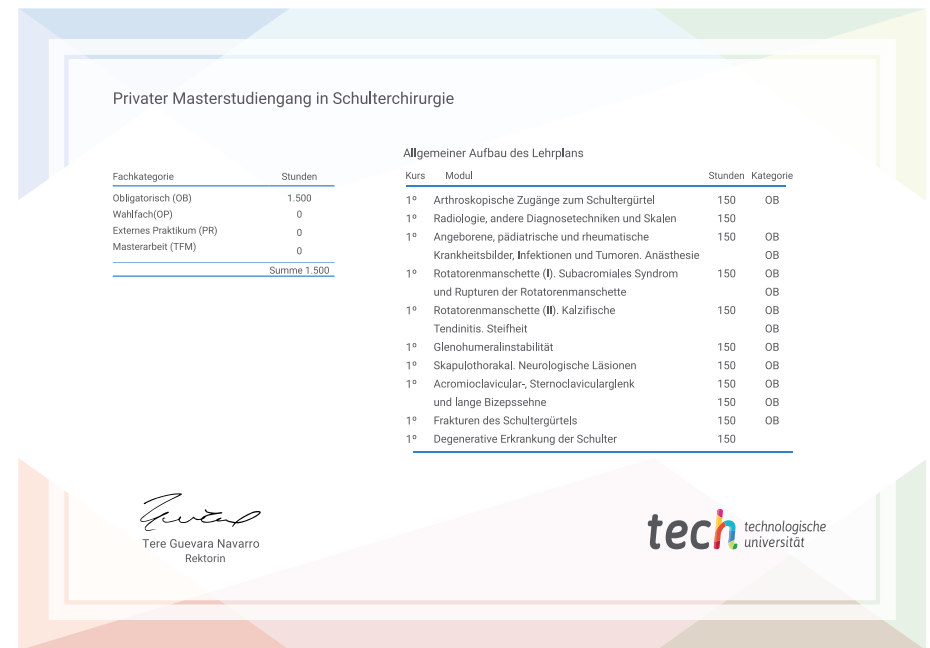 Privater Masterstudiengang in Schulterchirurgie
Fachkategorie Stunden
Obligatorisch (OB) 1.500
Wahlfach(OP) 0
Externes Praktikum (PR) 0
Masterarbeit (TFM) 0
Summe 1.500
Allgemeiner Aufbau des Lehrplans
Kurs Modul Stunden Kategorie
1º Arthroskopische Zugänge zum Schultergürtel 150 OB
1º Radiologie, andere Diagnosetechniken und Skalen 150
1º Angeborene, pädiatrische und rheumatische 150 OB
Krankheitsbilder, Infektionen und Tumoren. Anästhesie OB
1º Rotatorenmanschette (I). Subacromiales Syndrom 150 OB
und Rupturen der Rotatorenmanschette OB
1º Rotatorenmanschette (II). Kalzifische 150 OB
Tendinitis. Steifheit OB
1º Glenohumeralinstabilität 150 OB
1º Skapulothorakal. Neurologische Läsionen 150 OB
1º Acromioclavicular-, Sternoclavicularglenk 150 OB
und lange Bizepssehne 150 OB
1º Frakturen des Schultergürtels 150 OB
1º Degenerative Erkrankung der Schulter 150
Tere Guevara Navarro
Rektorin
tech technologische
universität